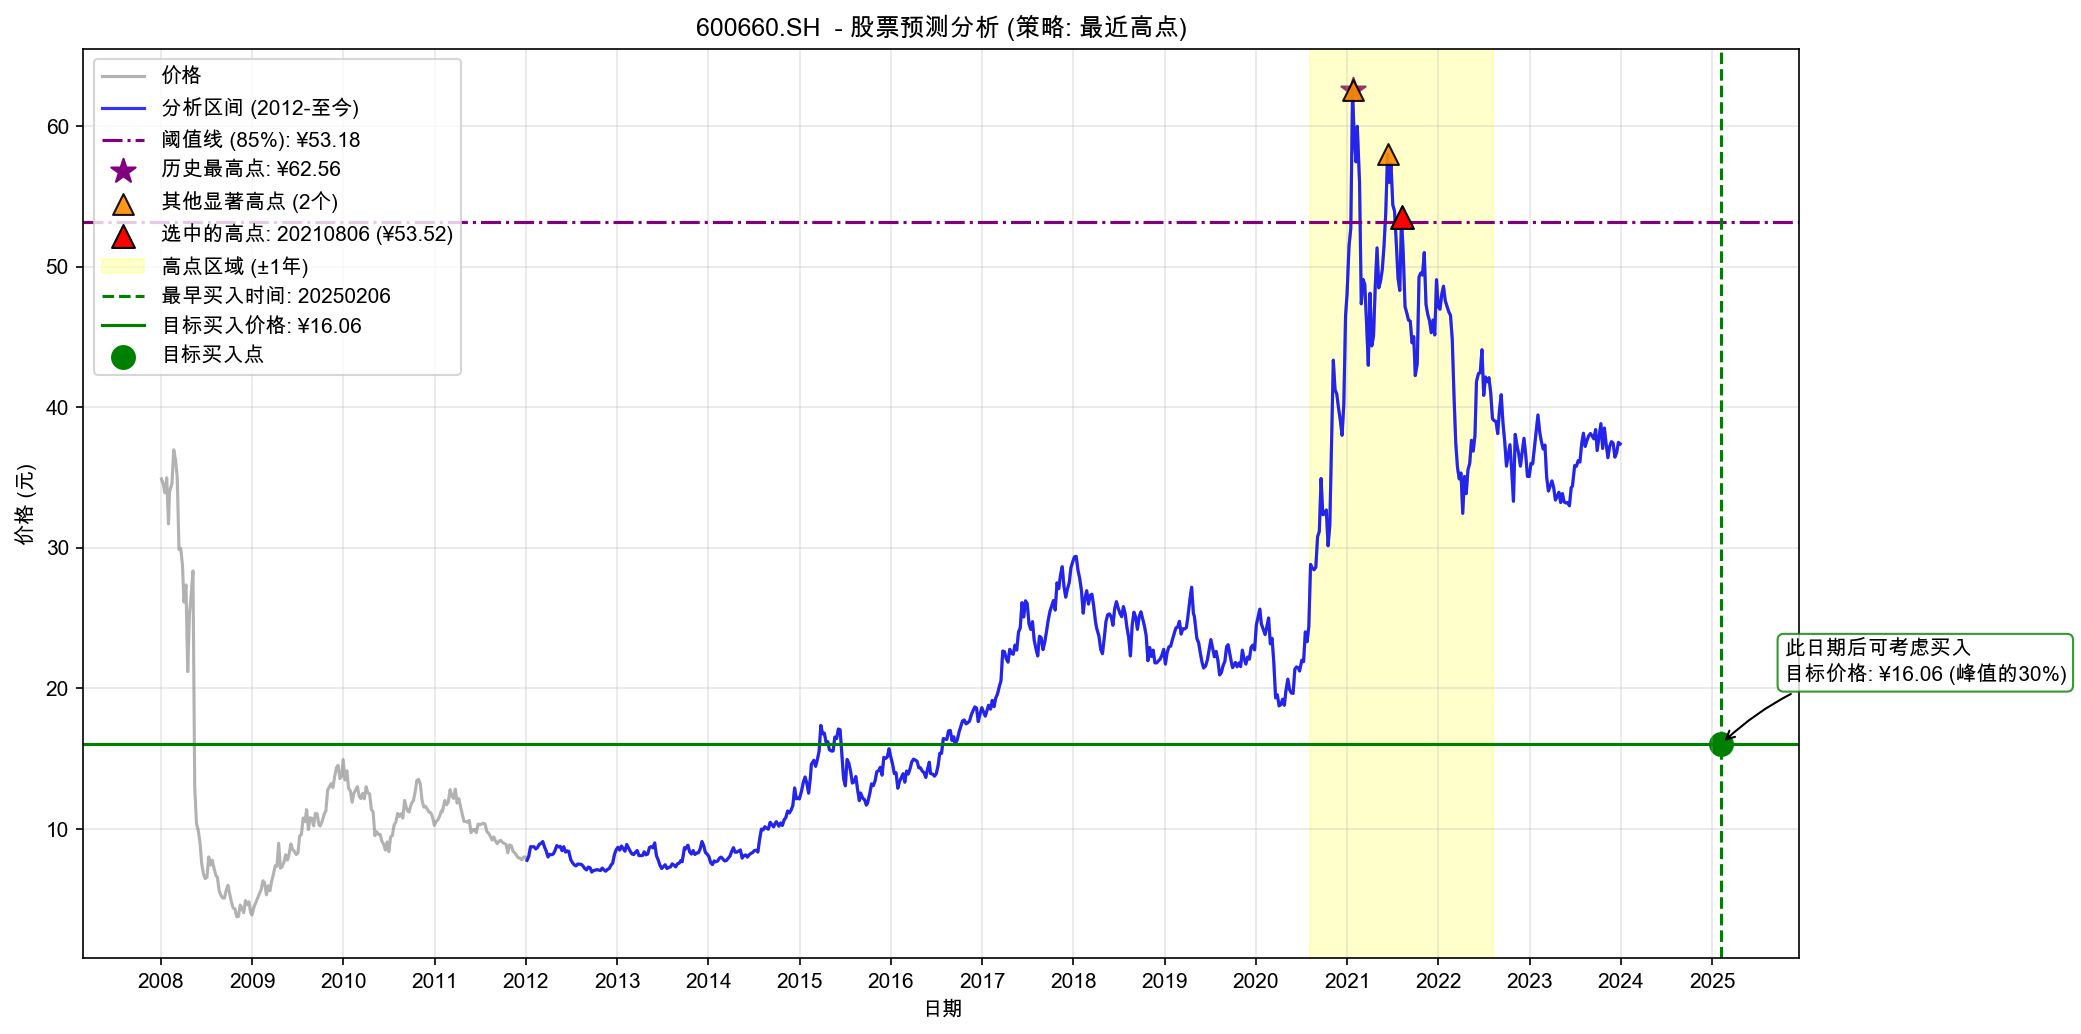 600660.SH  - 股票预测分析 (策略: 最近高点)
价格
分析区间 (2012-至今)
阈值线 (85%): ¥53.18
历史最高点: ¥62.56
其他显著高点 (2个)
选中的高点: 20210806 (¥53.52)
高点区域 (±1年)
最早买入时间: 20250206
目标买入价格: ¥16.06
目标买入点
价格 (元)
60
50
40
30
20
10
此日期后可考虑买入
目标价格: ¥16.06 (峰值的30%)
2008 2009 2010 2011 2012 2013 2014 2015 2016 2017 2018 2019 2020 2021 2022 2023 2024 2025
日期